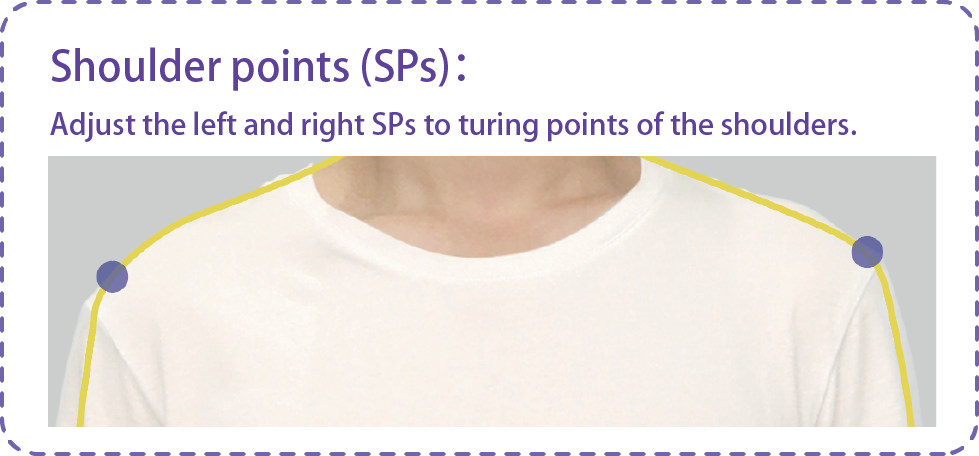 Shoulder points (SPs)：
Adjust the left and right SPs to turing points of the shoulders.